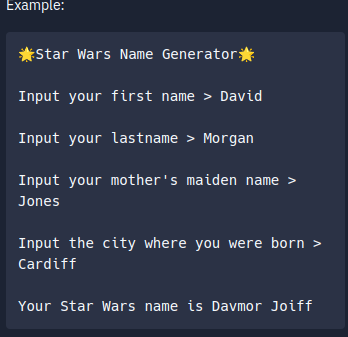 Example:
🌟Star Wars Name Generator🌟
Input your first name > David
Input your lastname > Morgan
Input your mother's maiden name >
Jones
Input the city where you were born >
Cardiff
Your Star Wars name is Davmor Joiff